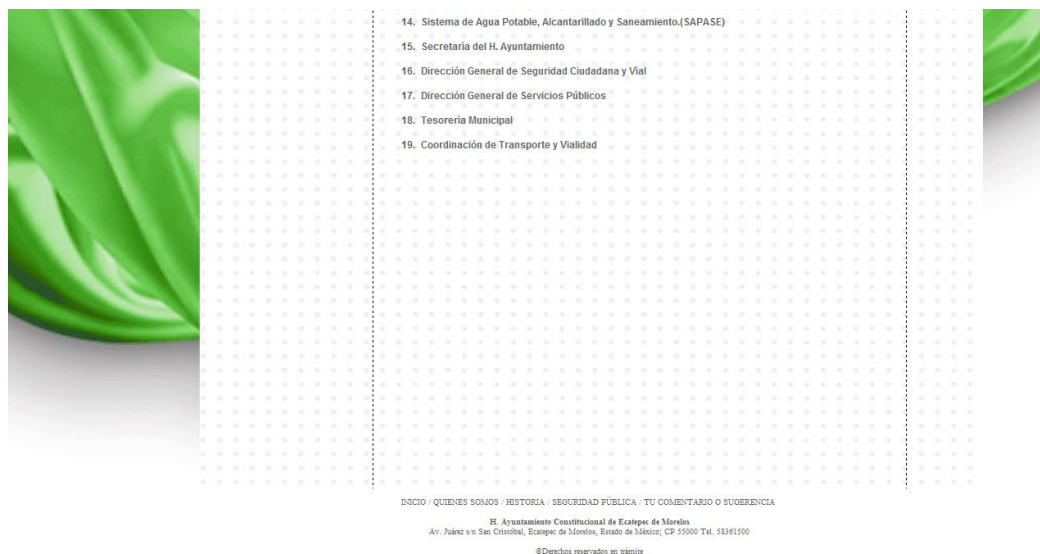 14. Sistema de Agua Potable, Alcantarillado y Saneamiento.(SAPASE)
15. Secretaría del H. Ayuntamiento
16. Dirección General de Seguridad Ciudadana y Vial
17. Dirección General de Servicios Públicos
18. Tesorería Municipal
19. Coordinación de Transporte y Vialidad
INICIO / QUIENES SOMOS / HISTORIA / SEGURIDAD PÚBLICA / TU COMENTARIO O SUGERENCIA
H. Ayuntamiento Constitucional de Ecatepec de Morelos
Av. Juárez s/n San Cristóbal, Ecatepec de Morelos, Estado de México; CP 55000 Tel. 58361500
®Derechos reservados en trámite